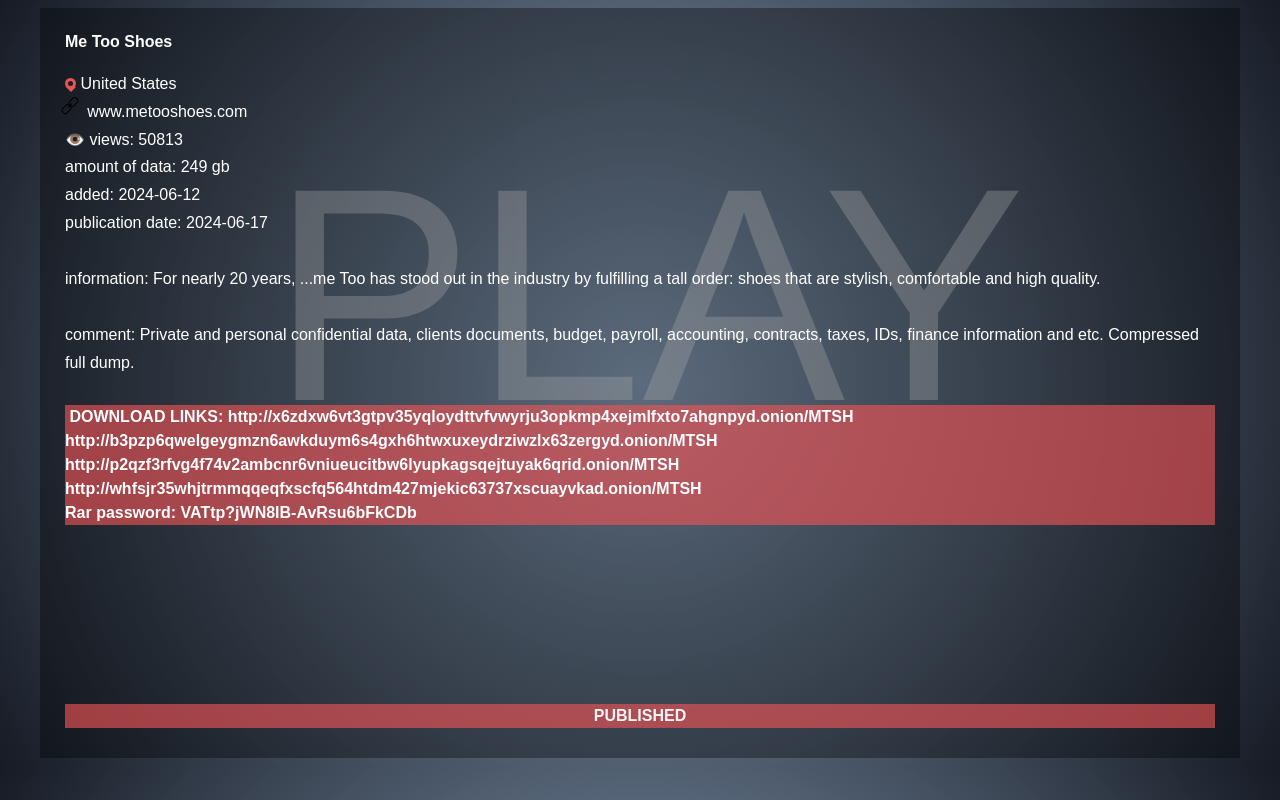 Me Too Shoes
United States
www.metooshoes.com
views: 50813
amount of data: 249 gb
added: 2024-06-12
publication date: 2024-06-17
PLAY
information: For nearly 20 years, ...me Too has stood out in the industry by fulfilling a tall order: shoes that are stylish, comfortable and high quality.
comment: Private and personal confidential data, clients documents, budget, payroll, accounting, contracts, taxes, IDs, finance information and etc. Compressed
full dump.
DOWNLOAD LINKS: http://x6zdxw6vt3gtpv35yqloydttvfvwyrju3opkmp4xejmlfxto7ahgnpyd.onion/MTSH
http://b3pzp6qwelgeygmzn6awkduym6s4gxh6htwxuxeydrziwzlx63zergyd.onion/MTSH
http://p2qzf3rfvg4f74v2ambcnr6vniueucitbw6lyupkagsqejtuyak6qrid.onion/MTSH
http://whfsjr35whjtrmmqqeqfxscfq564htdm427mjekic63737xscuayvkad.onion/MTSH
Rar password: VATtp?jWN8IB-AvRsu6bFkCDb
PUBLISHED